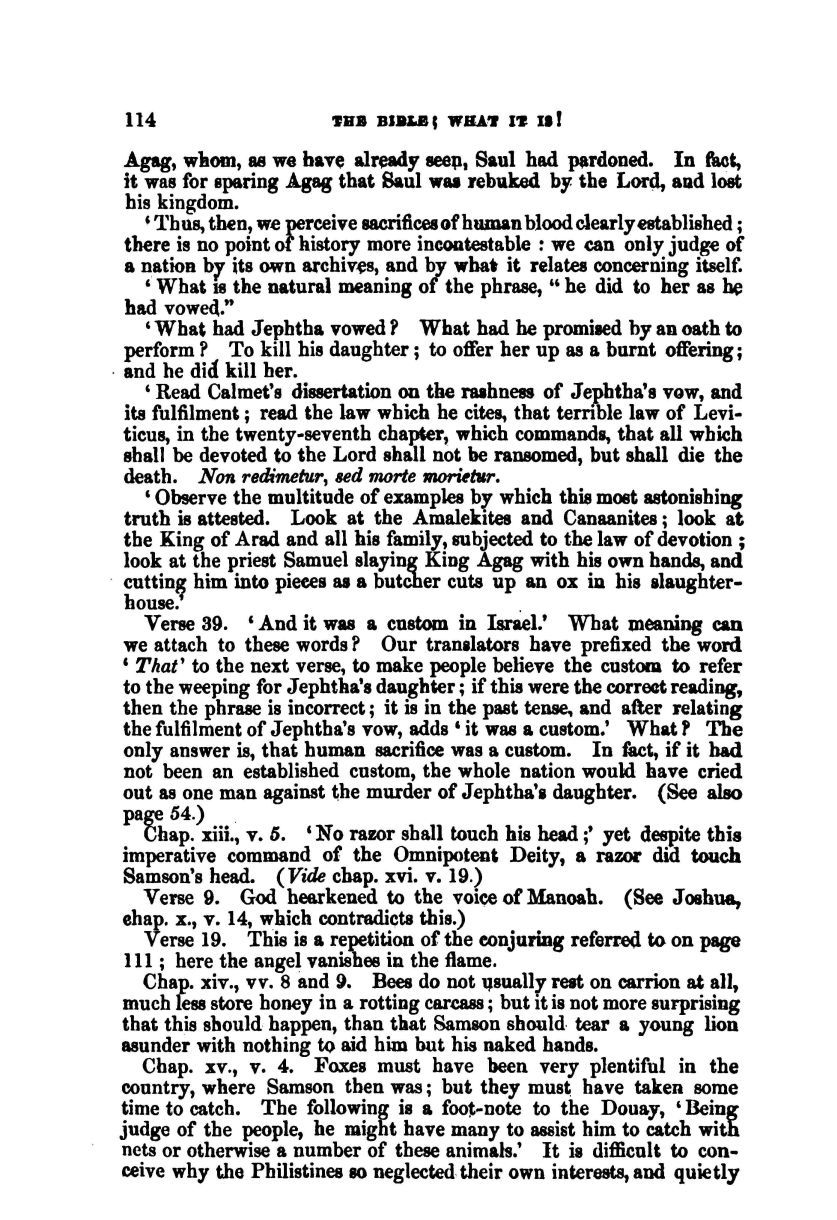 114 THE BIBLE; WHAT IT IS!
Agag, whom, as we have already seen, Saul had pardoned. In fact,
it was for sparing Agag that Saul was rebuked by the Lord, and lost
his kingdom.
‘Thus, then, we perceive sacrifices of human blood clearly established;
there is no point of history more incontestable : we can only judge of
a nation by its own archives, and by what it relates concerning itself.
‘What is the natural meaning of the phrase, “he did to her as he
had vowed.”
‘What had Jephtha vowed? What had he promised by an oath to
perform? To kill his daughter; to offer her up as a burnt offering;
and he did kill her.
‘Read Calmet's dissertation on the rashness of Jephtha's vow, and
its fulfilment; read the law which he cites, that terrible law of Levi-
ticus, in the twenty-seventh chapter, which commands, that all which
shall be devoted to the Lord shall not be ransomed, but shall die the
death. Non redimetur, sed morte morietur.
‘Observe the multitude of examples by which this most astonishing
truth is attested. Look at the Amalekites and Canaanites; look at
the King of Arad and all his family, subjected to the law of devotion;
look at the priest Samuel slaying King Agag with his own hands, and
cutting him into pieces as a butcher cuts up an ox in his slaughter-
house.’
Verse 39. ‘And it was a custom in Israel.’ What meaning can
we attach to these words? Our translators have prefixed the word
‘That’ to the next verse, to make people believe the custom to refer
to the weeping for Jephtha's daughter; if this were the correct reading,
then the phrase is incorrect; it is in the past tense, and after relating
the fulfilment of Jephtha's vow, adds ‘it was a custom.’ What? The
only answer is, that human sacrifice was a custom. In fact, if it had
not been an established custom, the whole nation would have cried
out as one man against the murder of Jephtha's daughter. (See also
page 54.)
Chap. xiii., v. 5. ‘No razor shall touch his head;’ yet despite this
imperative command of the Omnipotent Deity, a razor did touch
Samson's head. (Vide chap. xvi. v. 19.)
Verse 9. God hearkened to the voice of Manoah. (See Joshua,
chap. x., v. 14, which contradicts this.)
Verse 19. This is a repetition of the conjuring referred to on page
111; here the angel vanishes in the flame.
Chap. xiv., vv. 8 and 9. Bees do not usually rest on carrion at all,
much less store honey in a rotting carcass; but it is not more surprising
that this should happen, than that Samson should tear a young lion
asunder with nothing to aid him but his naked hands.
Chap. xv., v. 4. Foxes must have been very plentiful in the
country, where Samson then was; but they must have taken some
time to catch. The following is a foot-note to the Douay, ‘Being
judge of the people, he might have many to assist him to catch with
nets or otherwise a number of these animals.’ It is difficult to con-
ceive why the Philistines so neglected their own interests, and quietly